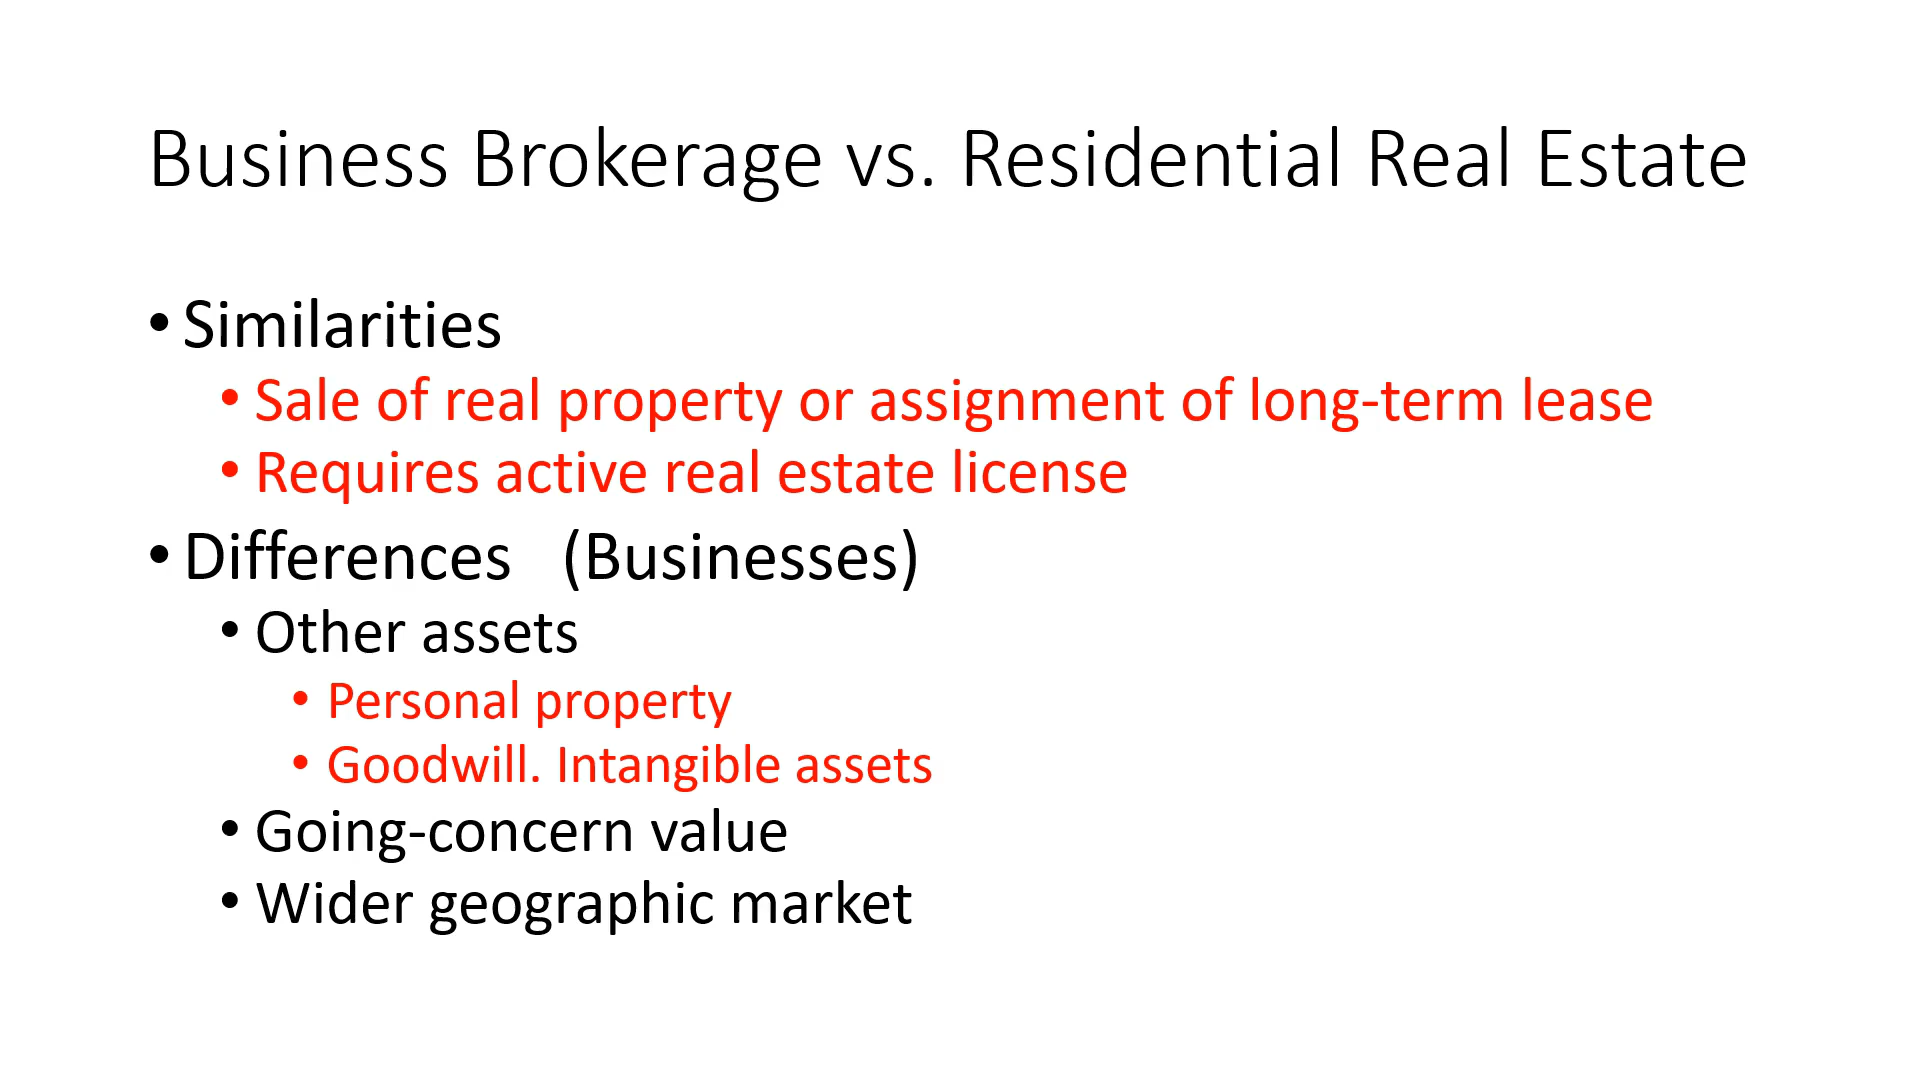 Business Brokerage vs. Residential Real Estate
• Similarities
• Sale of real property or assignment of long-term lease
• Requires active real estate license
• Differences (Businesses)
• Other assets
• Personal property
• Goodwill. Intangible assets
• Going-concern value
• Wider geographic market